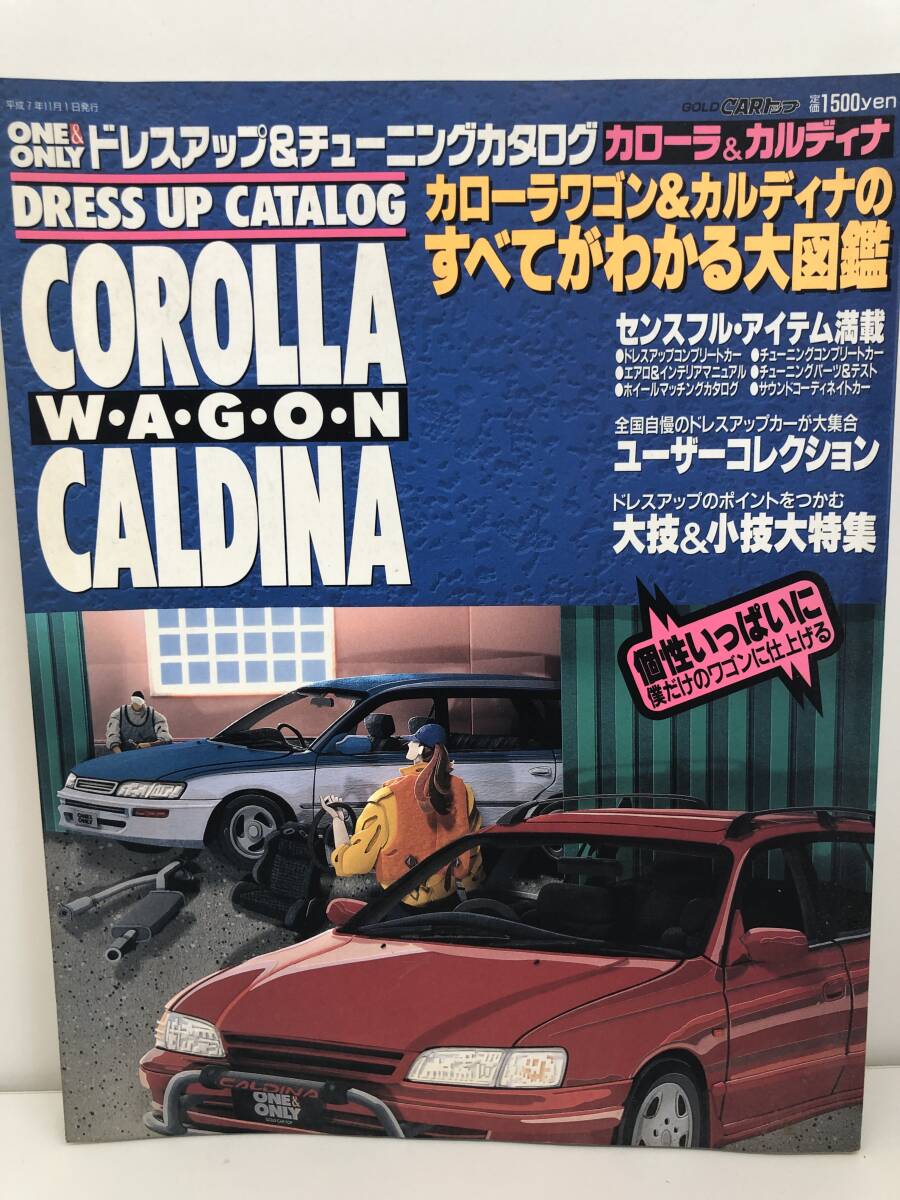 平成7年11月1日発行
GOLD CARトップ
定価1500yen
ONE&ONLY ドレスアップ&チューニングカタログ カローラ&カルディナ
DRESS UP CATALOG
COROLLA
W・A・G・O・N
CALDINA
カローラワゴン&カルディナの
すべてがわかる大図鑑
センスフル・アイテム満載
●ドレスアップコンプリートカー ●チューニングコンプリートカー
●エアロ&インテリアマニュアル ●チューニングパーツ&テスト
●ホイールマッチングカタログ ●サウンドコーディネイトカー
全国自慢のドレスアップカーが大集合
ユーザーコレクション
ドレスアップのポイントをつかむ
大技&小技大特集
個性いっぱいに
僕だけのワゴンに仕上げる
ONE&
ONLY
CALDINA
ONE&
ONLY
GOLD CAR TOP